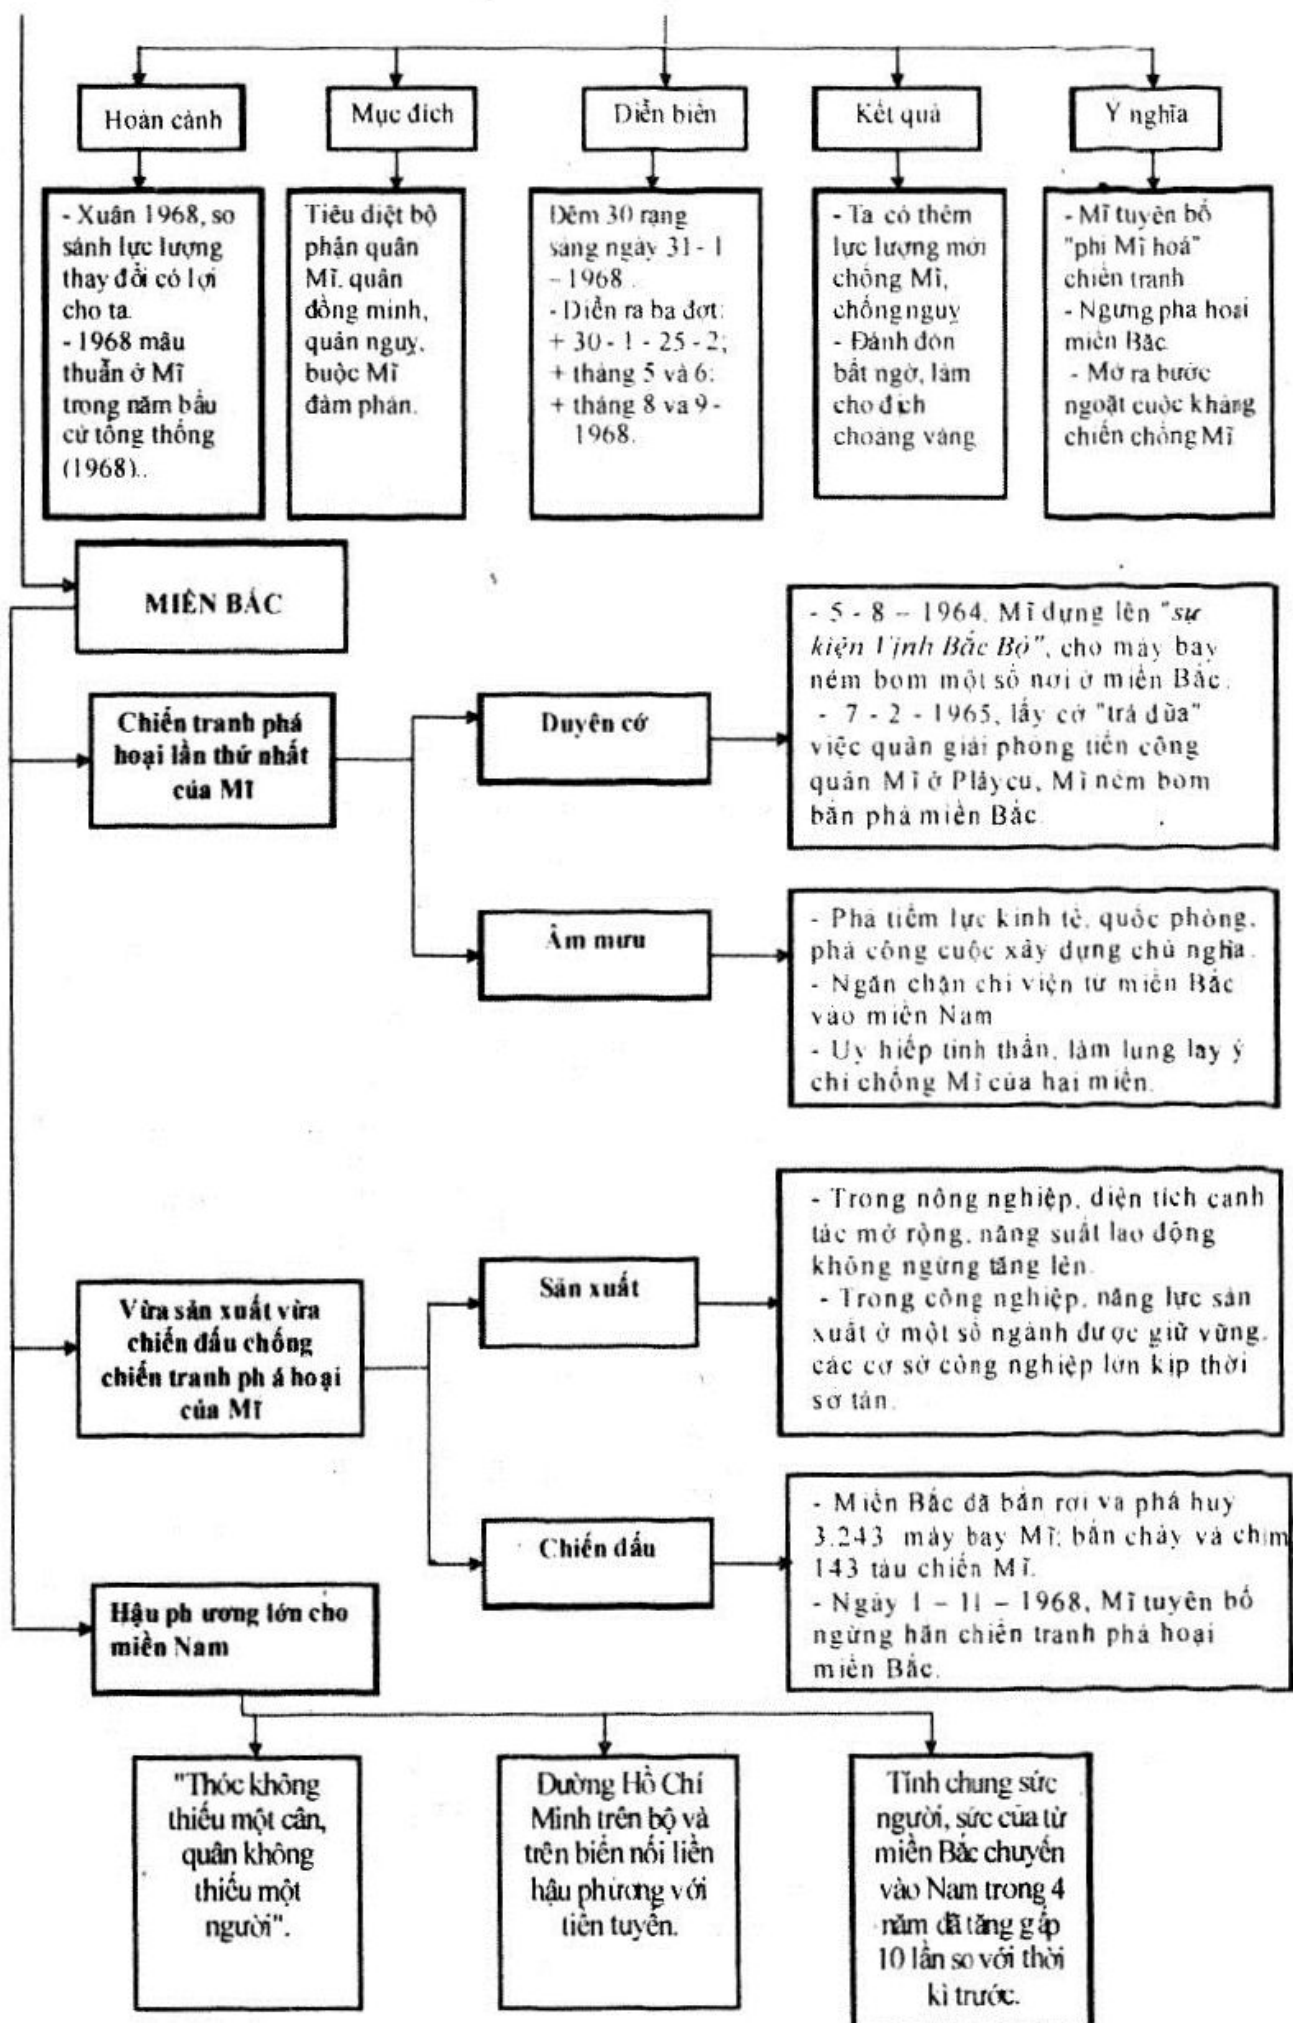 Hoàn cảnh
Mục đích
Diễn biến
Kết quả
Ý nghĩa
- Xuân 1968, so
sánh lực lượng
thay đổi có lợi
cho ta.
- 1968 mâu
thuẫn ở Mĩ
trong năm bầu
cử tổng thống
(1968)..
Tiêu diệt bộ
phận quân
Mĩ, quân
đồng minh,
quân nguỵ,
buộc Mĩ
đàm phán.
Đêm 30 rạng
sáng ngày 31 - 1
- 1968 .
- Diễn ra ba đợt:
+ 30 - 1 - 25 - 2;
+ tháng 5 và 6;
+ tháng 8 và 9 -
1968.
- Ta có thêm
lực lượng mới
chống Mĩ,
chống nguỵ
- Đánh đòn
bất ngờ, làm
cho địch
choáng váng
- Mĩ tuyên bố
"phi Mĩ hoá"
chiến tranh
- Ngưng phá hoại
miền Bắc
- Mở ra bước
ngoặt cuộc kháng
chiến chống Mĩ
MIỀN BẮC
Chiến tranh phá
hoại lần thứ nhất
của Mĩ
Duyên cớ
- 5 - 8 – 1964, Mĩ dựng lên "sự
kiện Vịnh Bắc Bộ", cho máy bay
ném bom một số nơi ở miền Bắc.
- 7 - 2 - 1965, lấy cớ "trả đũa"
việc quân giải phóng tiến công
quân Mĩ ở Plâycu, Mĩ ném bom
bắn phá miền Bắc.
Âm mưu
- Phá tiềm lực kinh tế, quốc phòng,
phá công cuộc xây dựng chủ nghĩa.
- Ngăn chặn chi viện từ miền Bắc
vào miền Nam
- Uy hiếp tinh thần, làm lung lay ý
chí chống Mĩ của hai miền.
Vừa sản xuất vừa
chiến đấu chống
chiến tranh ph á hoại
của Mĩ
Sản xuất
- Trong nông nghiệp, diện tích canh
tác mở rộng, năng suất lao động
không ngừng tăng lên.
- Trong công nghiệp, năng lực sản
xuất ở một số ngành được giữ vững,
các cơ sở công nghiệp lớn kịp thời
sơ tán.
Chiến đấu
- Miền Bắc đã bắn rơi và phá huỷ
3.243 máy bay Mĩ; bắn cháy và chìm
143 tàu chiến Mĩ.
- Ngày 1 – 11 – 1968, Mĩ tuyên bố
ngừng hẳn chiến tranh phá hoại
miền Bắc.
Hậu ph ương lớn cho
miền Nam
"Thóc không
thiếu một cân,
quân không
thiếu một
người".
Đường Hồ Chí
Minh trên bộ và
trên biển nối liền
hậu phương với
tiền tuyến.
Tính chung sức
người, sức của từ
miền Bắc chuyển
vào Nam trong 4
năm đã tăng gấp
10 lần so với thời
kì trước.